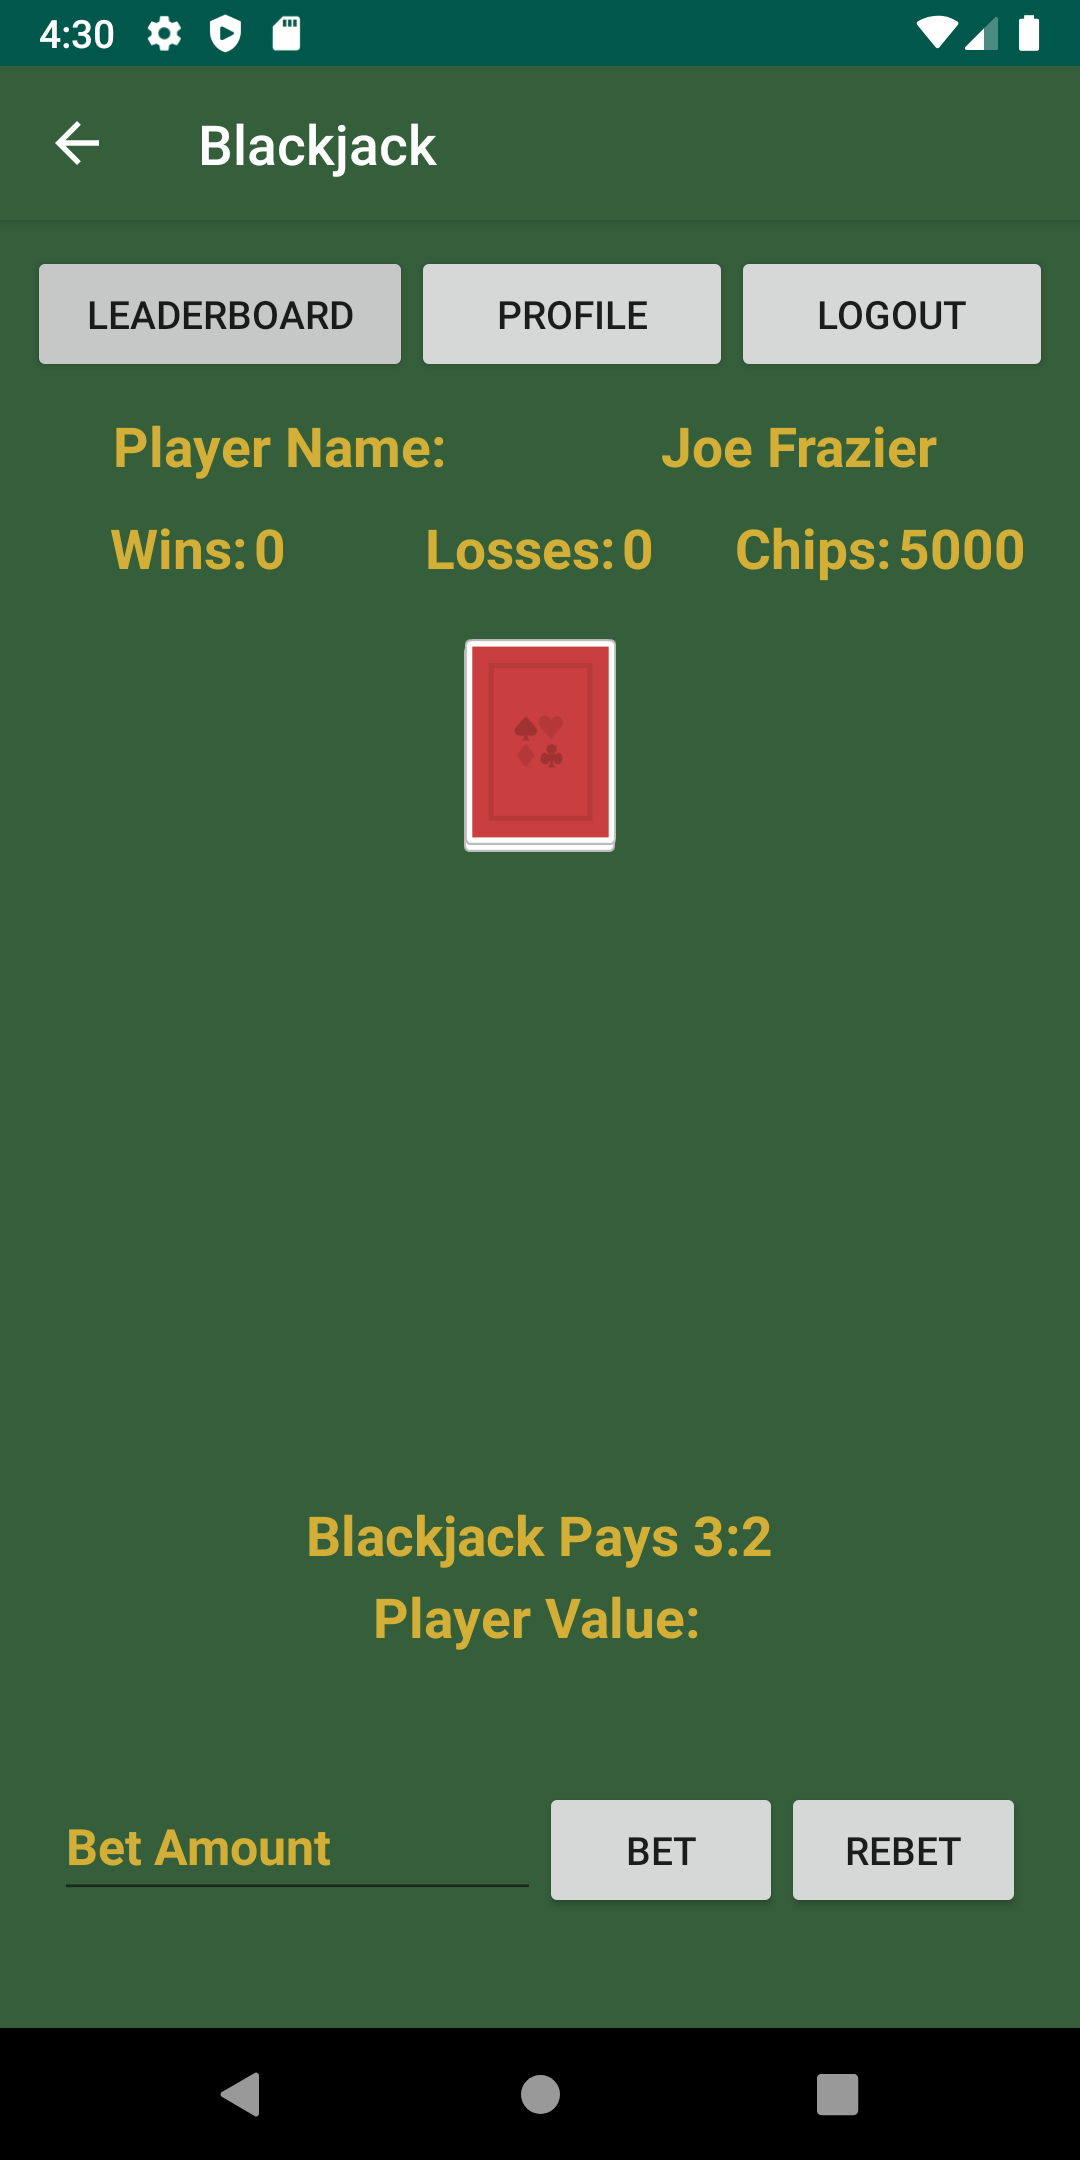 4:30
Blackjack
LEADERBOARD PROFILE LOGOUT
Player Name: Joe Frazier
Wins: 0 Losses: 0 Chips: 5000
Blackjack Pays 3:2
Player Value:
Bet Amount BET REBET